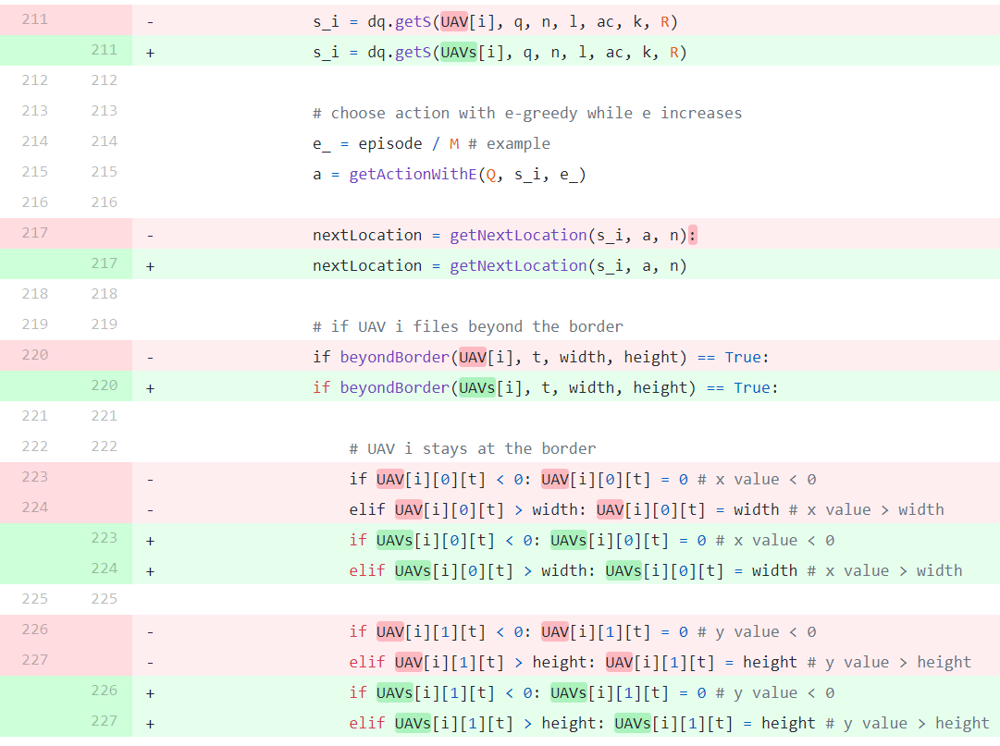 211 - s_i = dq.getS(UAV[i], q, n, l, ac, k, R)
211 + s_i = dq.getS(UAVs[i], q, n, l, ac, k, R)
212 212
213 213 # choose action with e-greedy while e increases
214 214 e_ = episode / M # example
215 215 a = getActionWithE(Q, s_i, e_)
216 216
217 - nextLocation = getNextLocation(s_i, a, n):
217 + nextLocation = getNextLocation(s_i, a, n)
218 218
219 219 # if UAV i files beyond the border
220 - if beyondBorder(UAV[i], t, width, height) == True:
220 + if beyondBorder(UAVs[i], t, width, height) == True:
221 221
222 222 # UAV i stays at the border
223 - if UAV[i][0][t] < 0: UAV[i][0][t] = 0 # x value < 0
224 - elif UAV[i][0][t] > width: UAV[i][0][t] = width # x value > width
223 + if UAVs[i][0][t] < 0: UAVs[i][0][t] = 0 # x value < 0
224 + elif UAVs[i][0][t] > width: UAVs[i][0][t] = width # x value > width
225 225
226 - if UAV[i][1][t] < 0: UAV[i][1][t] = 0 # y value < 0
227 - elif UAV[i][1][t] > height: UAV[i][1][t] = height # y value > height
226 + if UAVs[i][1][t] < 0: UAVs[i][1][t] = 0 # y value < 0
227 + elif UAVs[i][1][t] > height: UAVs[i][1][t] = height # y value > height